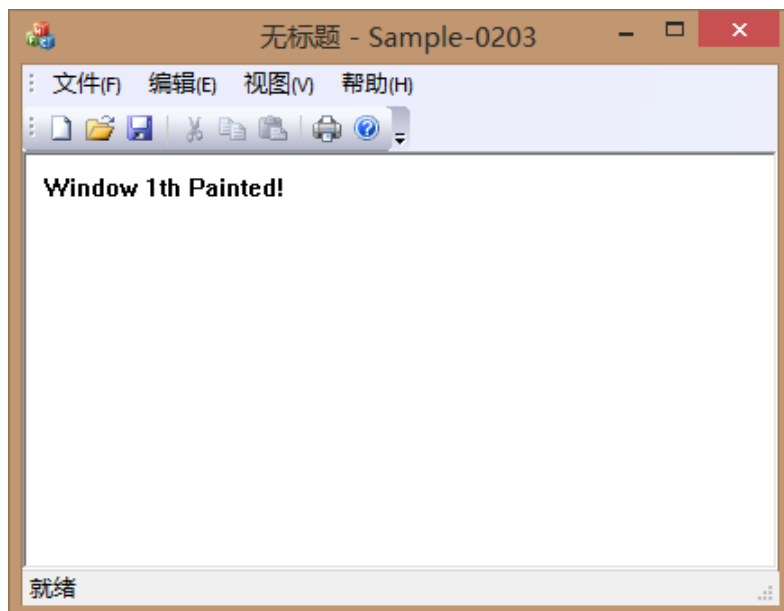 无标题 - Sample-0203
文件(F) 编辑(E) 视图(V) 帮助(H)
Window 1th Painted!
就绪